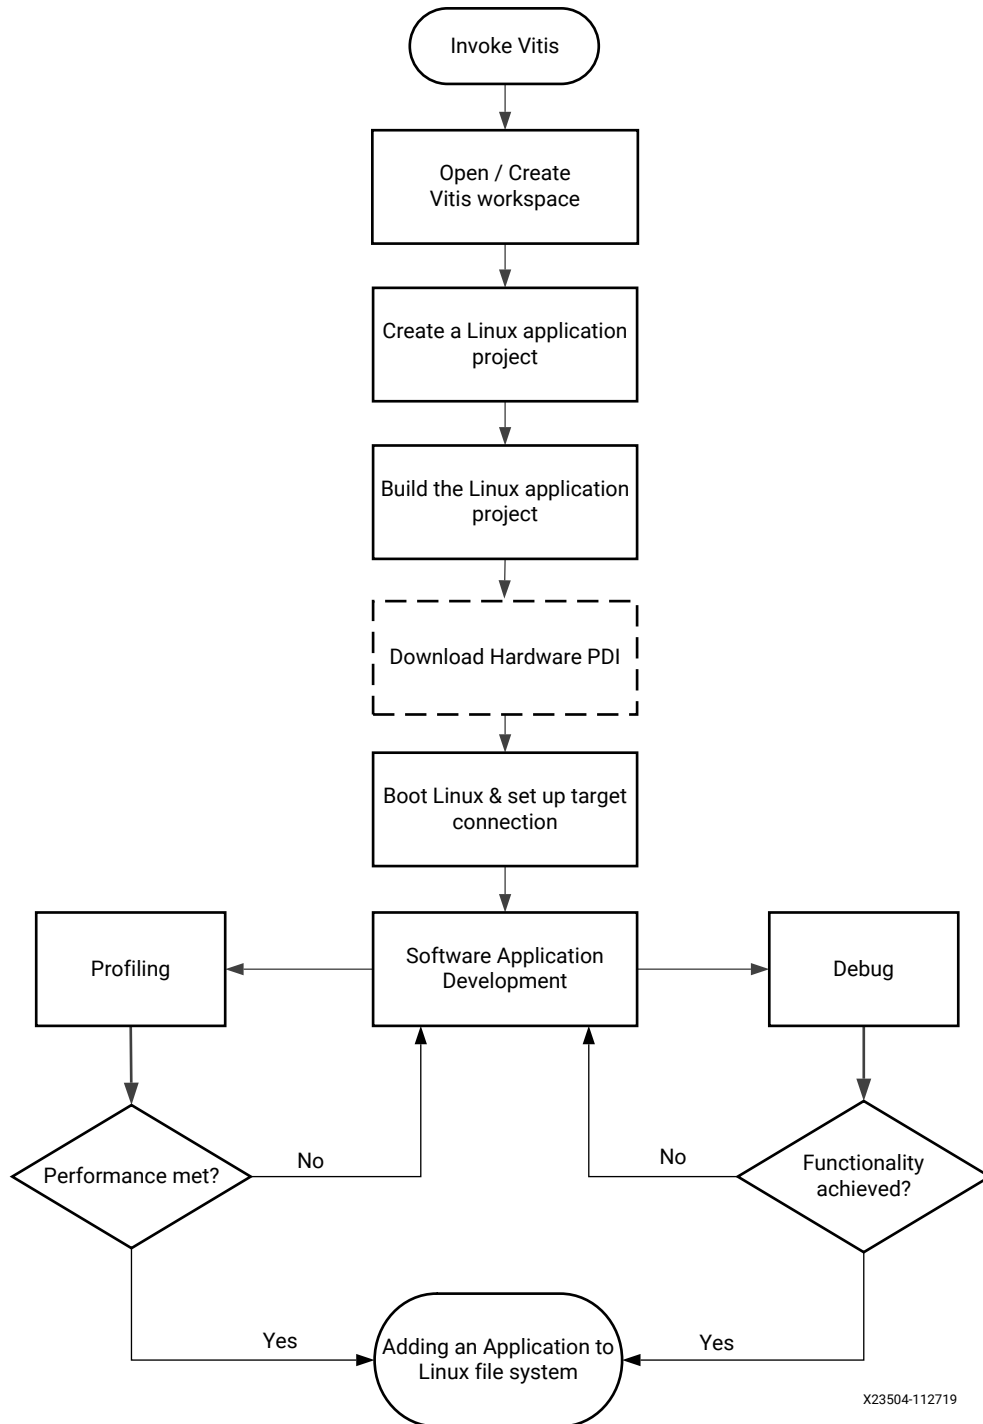 Invoke Vitis
Open / Create
Vitis workspace
Create a Linux application
project
Build the Linux application
project
Download Hardware PDI
Boot Linux & set up target
connection
Profiling
Software Application
Development
Debug
Performance met?
No
No
Functionality
achieved?
Yes
Adding an Application to
Linux file system
Yes
X23504-112719